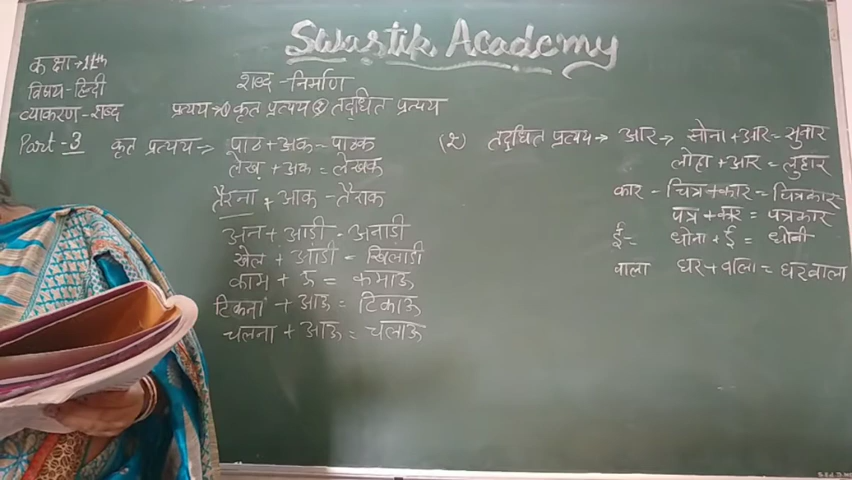 Swastik Academy
कक्षा → 11th
विषय - हिंदी
व्याकरण - शब्द
Part - 3
शब्द - निर्माण
प्रत्यय → ① कृत प्रत्यय ② तद्धित प्रत्यय
कृत प्रत्यय → पाठ + अक = पाठक
लेख + अक = लेखक
तैरना + आक - तैराक
अन + आडी - अनाडी
खेल + आडी = खिलाडी
काम + ऊ = कमाऊ
टिकना + आऊ = टिकाऊ
चलना + आऊ = चलाऊ
(2) तद्धित प्रत्यय → आर → सोना + आर = सुनार
लोहा + आर = लुहार
कार - चित्र + कार = चित्रकार
पत्र + कार = पत्रकार
ई = धोना + ई = धोबी
वाला घर + वाला = घरवाला